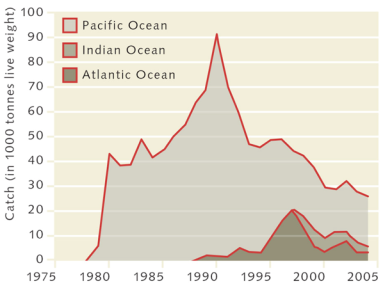 Catch (in 1000 tonnes live weight)
100
90
80
70
60
50
40
30
20
10
0
Pacific Ocean
Indian Ocean
Atlantic Ocean
1975 1980 1985 1990 1995 2000 2005